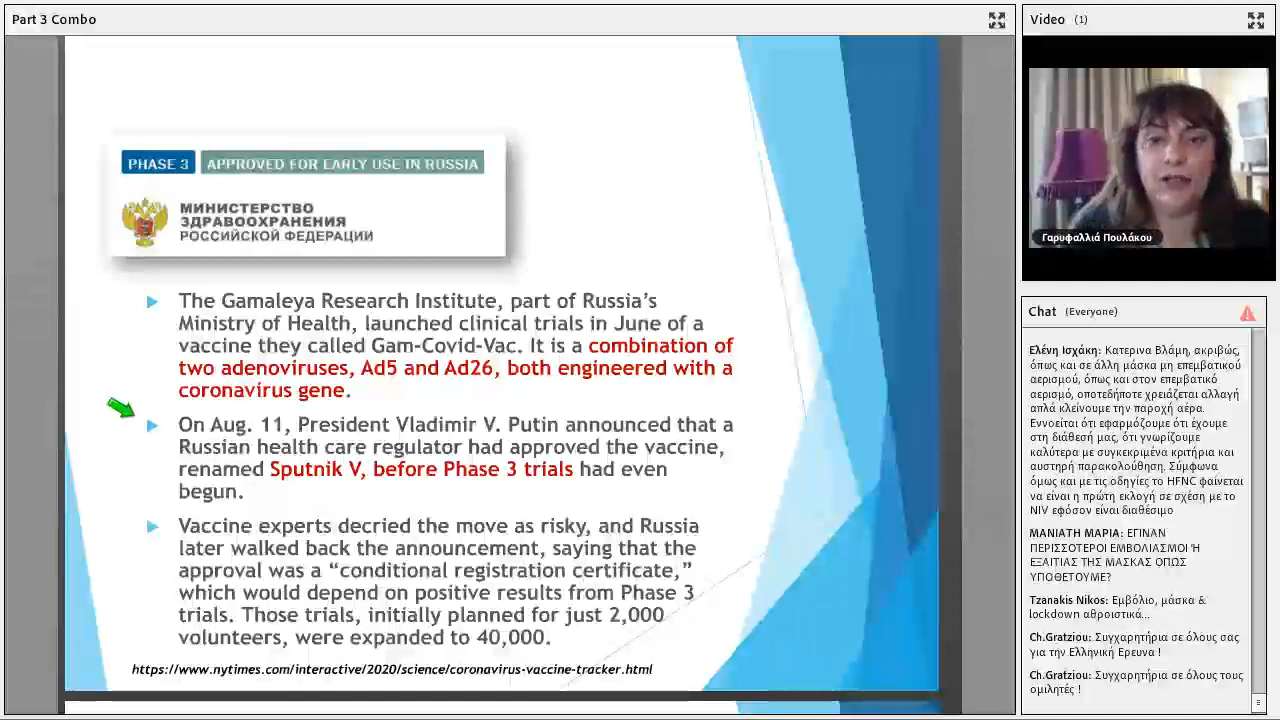 Part 3 Combo
PHASE 3 APPROVED FOR EARLY USE IN RUSSIA
МИНИСТЕРСТВО
ЗДРАВООХРАНЕНИЯ
РОССИЙСКОЙ ФЕДЕРАЦИИ
The Gamaleya Research Institute, part of Russia's
Ministry of Health, launched clinical trials in June of a
vaccine they called Gam-Covid-Vac. It is a combination of
two adenoviruses, Ad5 and Ad26, both engineered with a
coronavirus gene.
On Aug. 11, President Vladimir V. Putin announced that a
Russian health care regulator had approved the vaccine,
renamed Sputnik V, before Phase 3 trials had even
begun.
Vaccine experts decried the move as risky, and Russia
later walked back the announcement, saying that the
approval was a “conditional registration certificate,”
which would depend on positive results from Phase 3
trials. Those trials, initially planned for just 2,000
volunteers, were expanded to 40,000.
https://www.nytimes.com/interactive/2020/science/coronavirus-vaccine-tracker.html
Video (1)
Γαρυφαλλιά Πουλάκου
Chat (Everyone)
Ελένη Ισχάκη: Κατερινα Βλάμη, ακριβώς,
όπως και σε άλλη μάσκα μη επεμβατικού
αερισμού, όπως και στον επεμβατικό
αερισμό, οποτεδήποτε χρειάζεται αλλαγή
απλά κλείνουμε την παροχή αέρα.
Εννοείται ότι εφαρμόζουμε ότι έχουμε
στη διάθεσή μας, ότι γνωρίζουμε
καλύτερα με συγκεκριμένα κριτήρια και
αυστηρή παρακολούθηση. Σύμφωνα
όμως και με τις οδηγίες το HFNC φαίνεται
να είναι η πρώτη εκλογή σε σχέση με το
NIV εφόσον είναι διαθέσιμο
ΜΑΝΙΑΤΗ ΜΑΡΙΑ: ΕΓΙΝΑΝ
ΠΕΡΙΣΣΟΤΕΡΟΙ ΕΜΒΟΛΙΑΣΜΟΙ Ή
ΕΞΑΙΤΙΑΣ ΤΗΣ ΜΑΣΚΑΣ ΟΠΩΣ
ΥΠΟΘΕΤΟΥΜΕ?
Tzanakis Nikos: Εμβόλιο, μάσκα &
lockdown αθροιστικά...
Ch.Gratziou: Συγχαρητήρια σε όλους σας
για την Ελληνική Ερευνα !
Ch.Gratziou: Συγχαρητήρια σε όλους τους
ομιλητές !